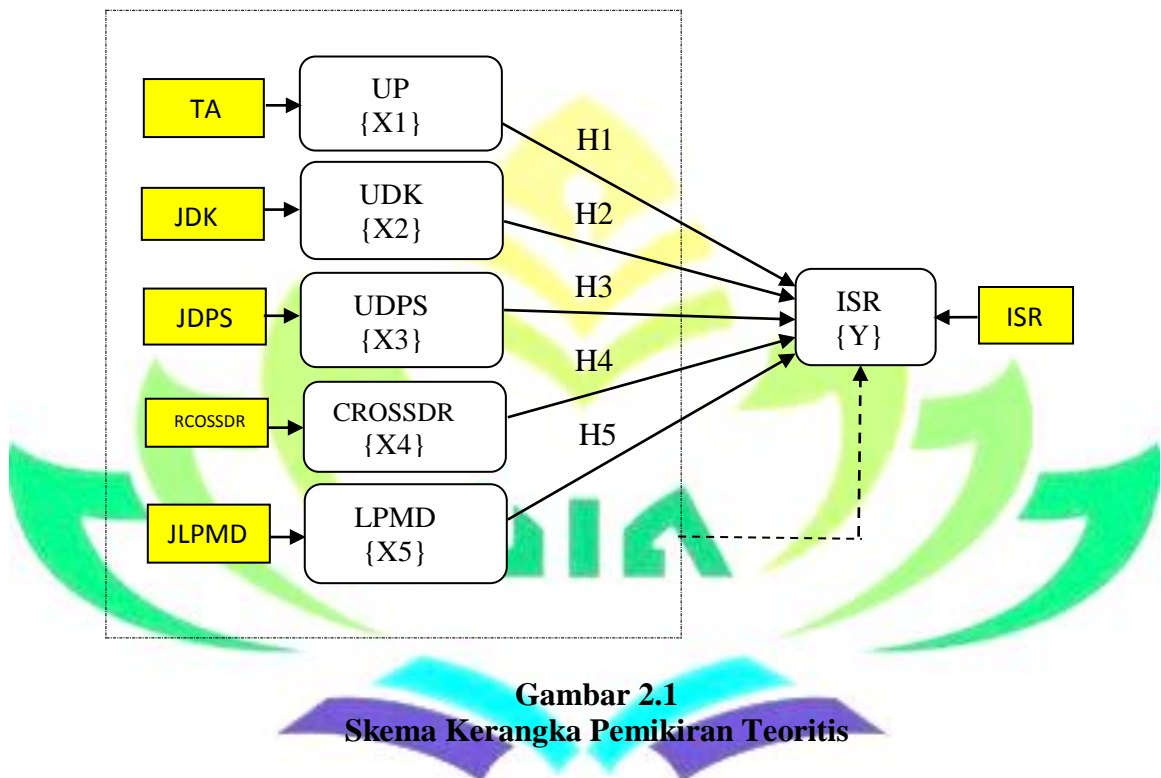 TA
UP
{X1}
H1
JDK
UDK
{X2}
H2
JDPS
UDPS
{X3}
H3
ISR
{Y}
ISR
RCOSSDR
CROSSDR
{X4}
H4
JLPMD
LPMD
{X5}
H5
Gambar 2.1
Skema Kerangka Pemikiran Teoritis